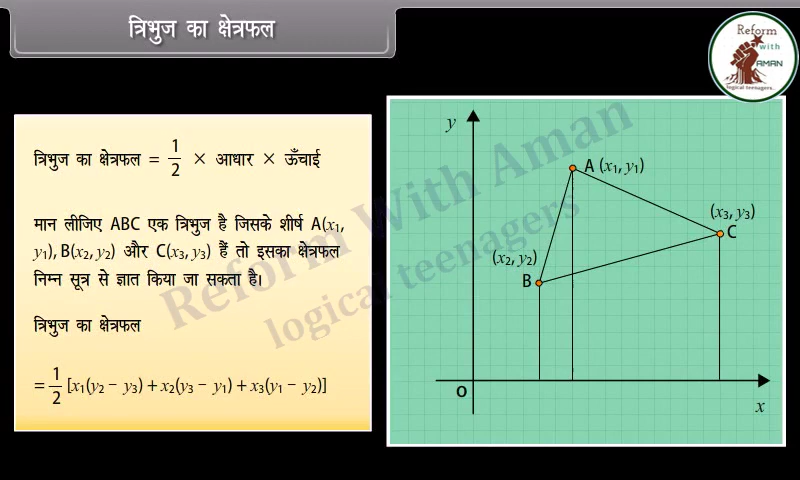 त्रिभुज का क्षेत्रफल
Reform
with
AMAN
logical teenagers.
त्रिभुज का क्षेत्रफल = 1/2 × आधार × ऊँचाई
मान लीजिए ABC एक त्रिभुज है जिसके शीर्ष A(x₁,
y₁), B(x₂, y₂) और C(x₃, y₃) हैं तो इसका क्षेत्रफल
निम्न सूत्र से ज्ञात किया जा सकता है।
त्रिभुज का क्षेत्रफल
= 1/2 [x₁(y₂ − y₃) + x₂(y₃ − y₁) + x₃(y₁ − y₂)]
y
A (x₁, y₁)
(x₃, y₃)
C
(x₂, y₂)
B
O
x
Reform With Aman
logical teenagers